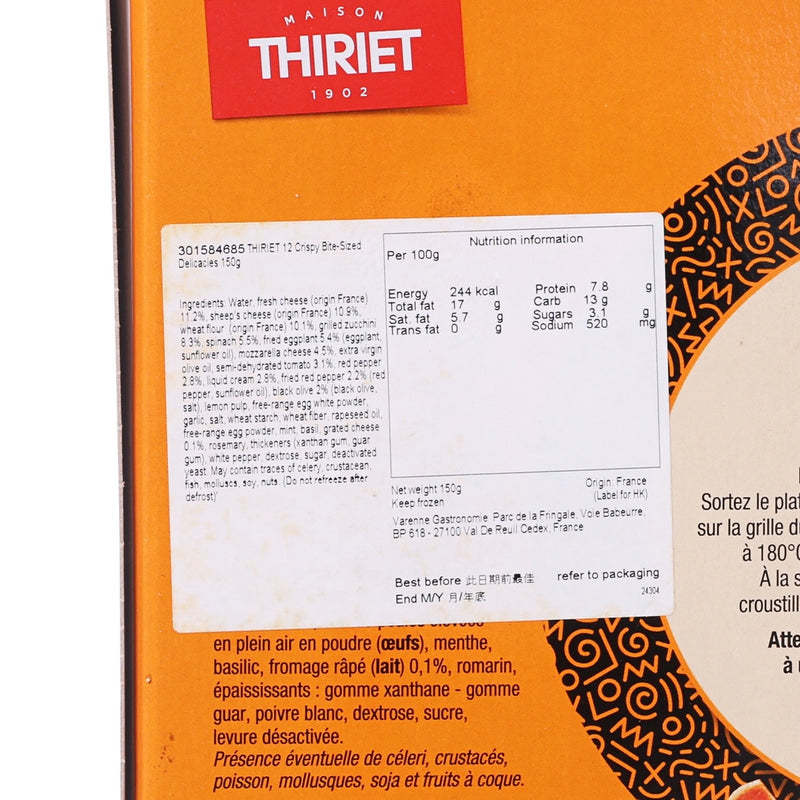 MAISON
THIRIET
1902
301584685 THIRIET 12 Crispy Bite-Sized
Delicacies 150g
Ingredients: Water, fresh cheese (origin France)
11.2%, sheep's cheese (origin France) 10.9%,
wheat flour (origin France) 10.1%, grilled zucchini
8.3%, spinach 5.5%, fried eggplant 5.4% (eggplant,
sunflower oil), mozzarella cheese 4.5%, extra virgin
olive oil, semi-dehydrated tomato 3.1%, red pepper
2.8%, liquid cream 2.8%, fried red pepper 2.2% (red
pepper, sunflower oil), black olive 2% (black olive,
salt), lemon pulp, free-range egg white powder,
garlic, salt, wheat starch, wheat fiber, rapeseed oil,
free-range egg powder, mint, basil, grated cheese
0.1%, rosemary, thickeners (xanthan gum, guar
gum), white pepper, dextrose, sugar, deactivated
yeast. May contain traces of celery, crustacean,
fish, molluscs, soy, nuts. (Do not refreeze after
defrost)'
Nutrition information
Per 100g
Energy 244 kcal Protein 7.8 g
Total fat 17 g Carb 13 g
Sat. fat 5.7 g Sugars 3.1 g
Trans fat 0 g Sodium 520 mg
Net weight 150g Origin: France
Keep frozen (Label for HK)
Varenne Gastronomie Parc de la Fringale, Voie Babeurre,
BP 618 - 27100 Val De Reuil Cedex, France
Best before 此日期前最佳 refer to packaging
End M/Y 月/年底 24304
en plein air en poudre (œufs), menthe,
basilic, fromage râpé (lait) 0,1%, romarin,
épaississants : gomme xanthane - gomme
guar, poivre blanc, dextrose, sucre,
levure désactivée.
Présence éventuelle de céleri, crustacés,
poisson, mollusques, soja et fruits à coque.
Sortez le plat
sur la grille d
à 180°
À la s
croustill
Atte
à